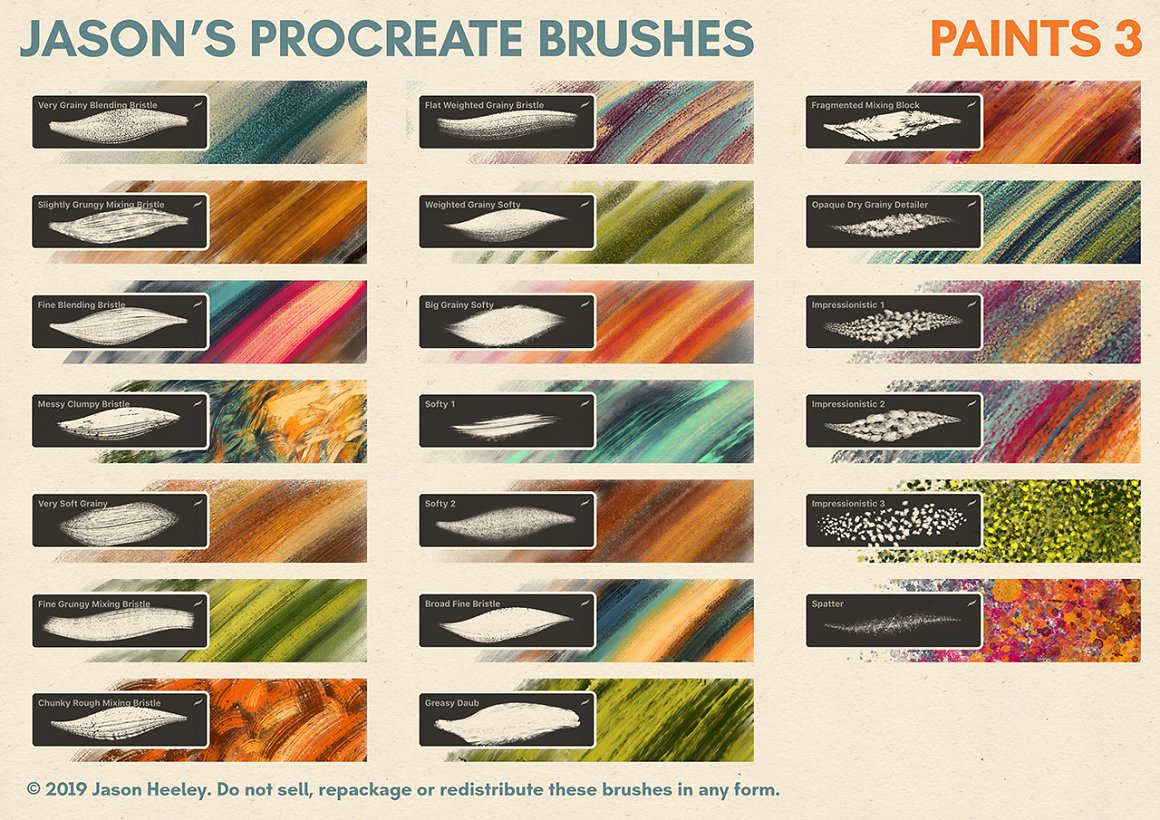 JASON'S PROCREATE BRUSHES
PAINTS 3
Very Grainy Blending Bristle
Slightly Grungy Mixing Bristle
Fine Blending Bristle
Messy Clumpy Bristle
Very Soft Grainy
Fine Grungy Mixing Bristle
Chunky Rough Mixing Bristle
Flat Weighted Grainy Bristle
Weighted Grainy Softy
Big Grainy Softy
Softy 1
Softy 2
Broad Fine Bristle
Greasy Daub
Fragmented Mixing Block
Opaque Dry Grainy Detailer
Impressionistic 1
Impressionistic 2
Impressionistic 3
Spatter
© 2019 Jason Heeley. Do not sell, repackage or redistribute these brushes in any form.